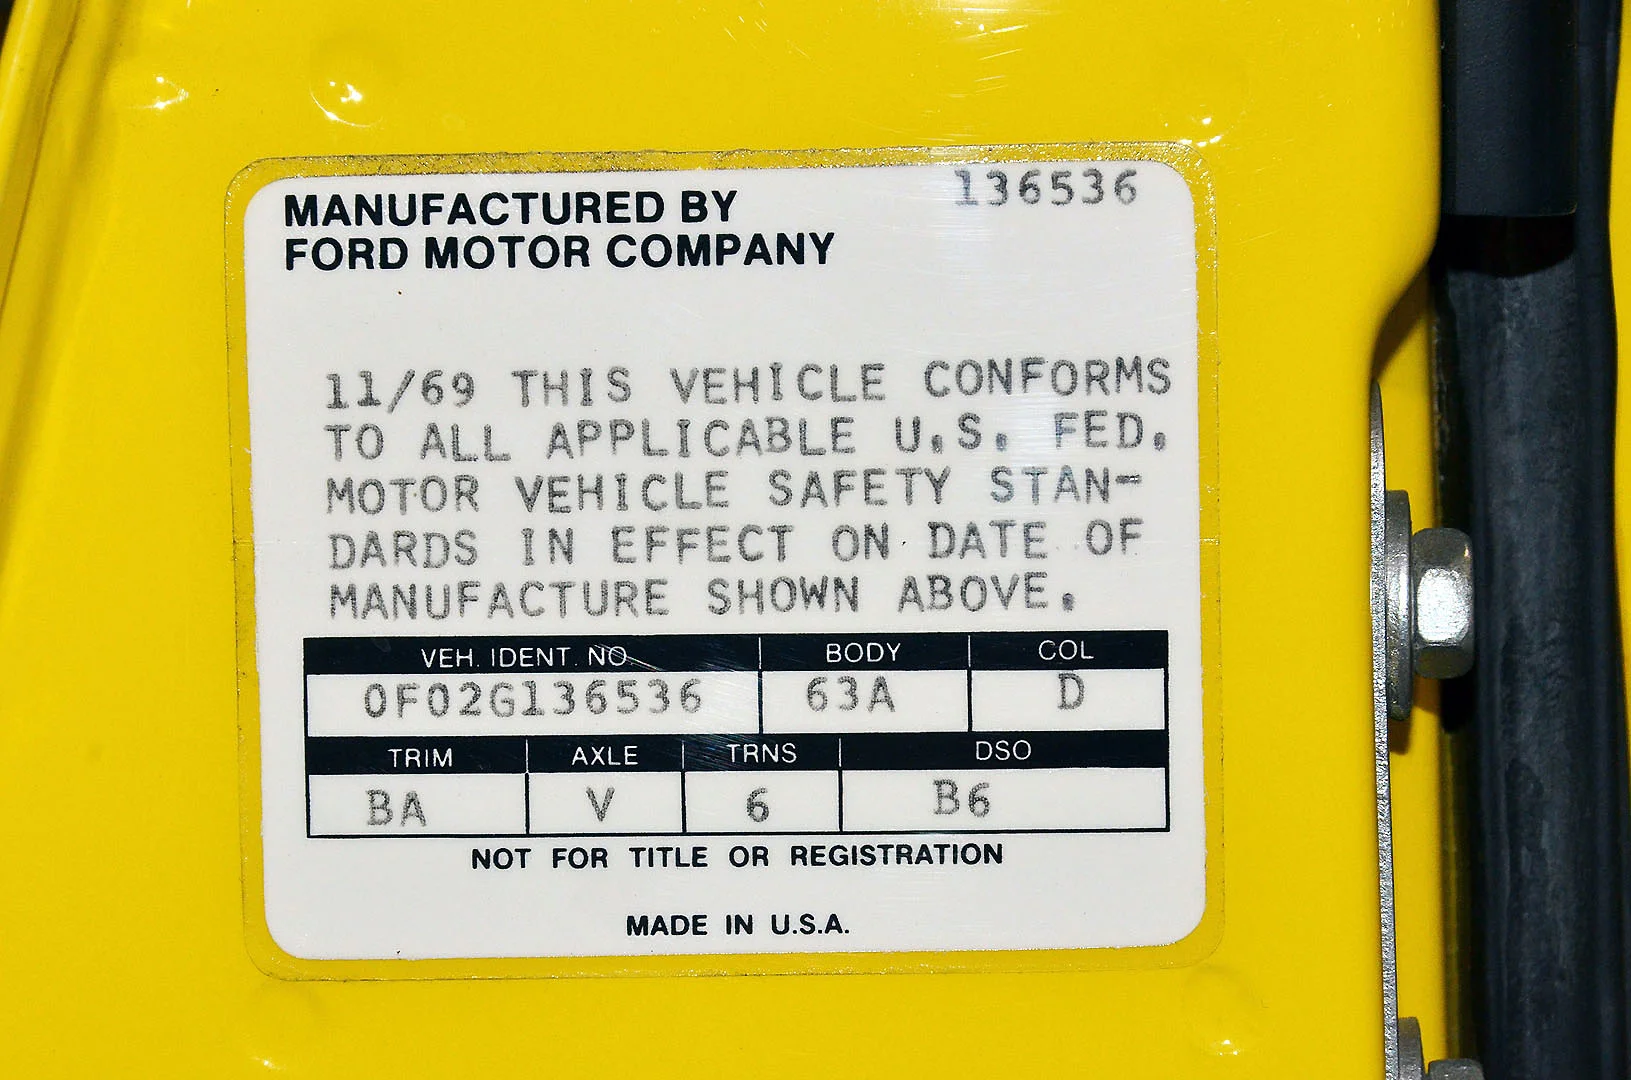 136536
MANUFACTURED BY
FORD MOTOR COMPANY
11/69 THIS VEHICLE CONFORMS
TO ALL APPLICABLE U.S. FED.
MOTOR VEHICLE SAFETY STAN-
DARDS IN EFFECT ON DATE OF
MANUFACTURE SHOWN ABOVE.
VEH. IDENT. NO. BODY COL
0F02G136536 63A D
TRIM AXLE TRNS DSO
BA V 6 B6
NOT FOR TITLE OR REGISTRATION
MADE IN U.S.A.